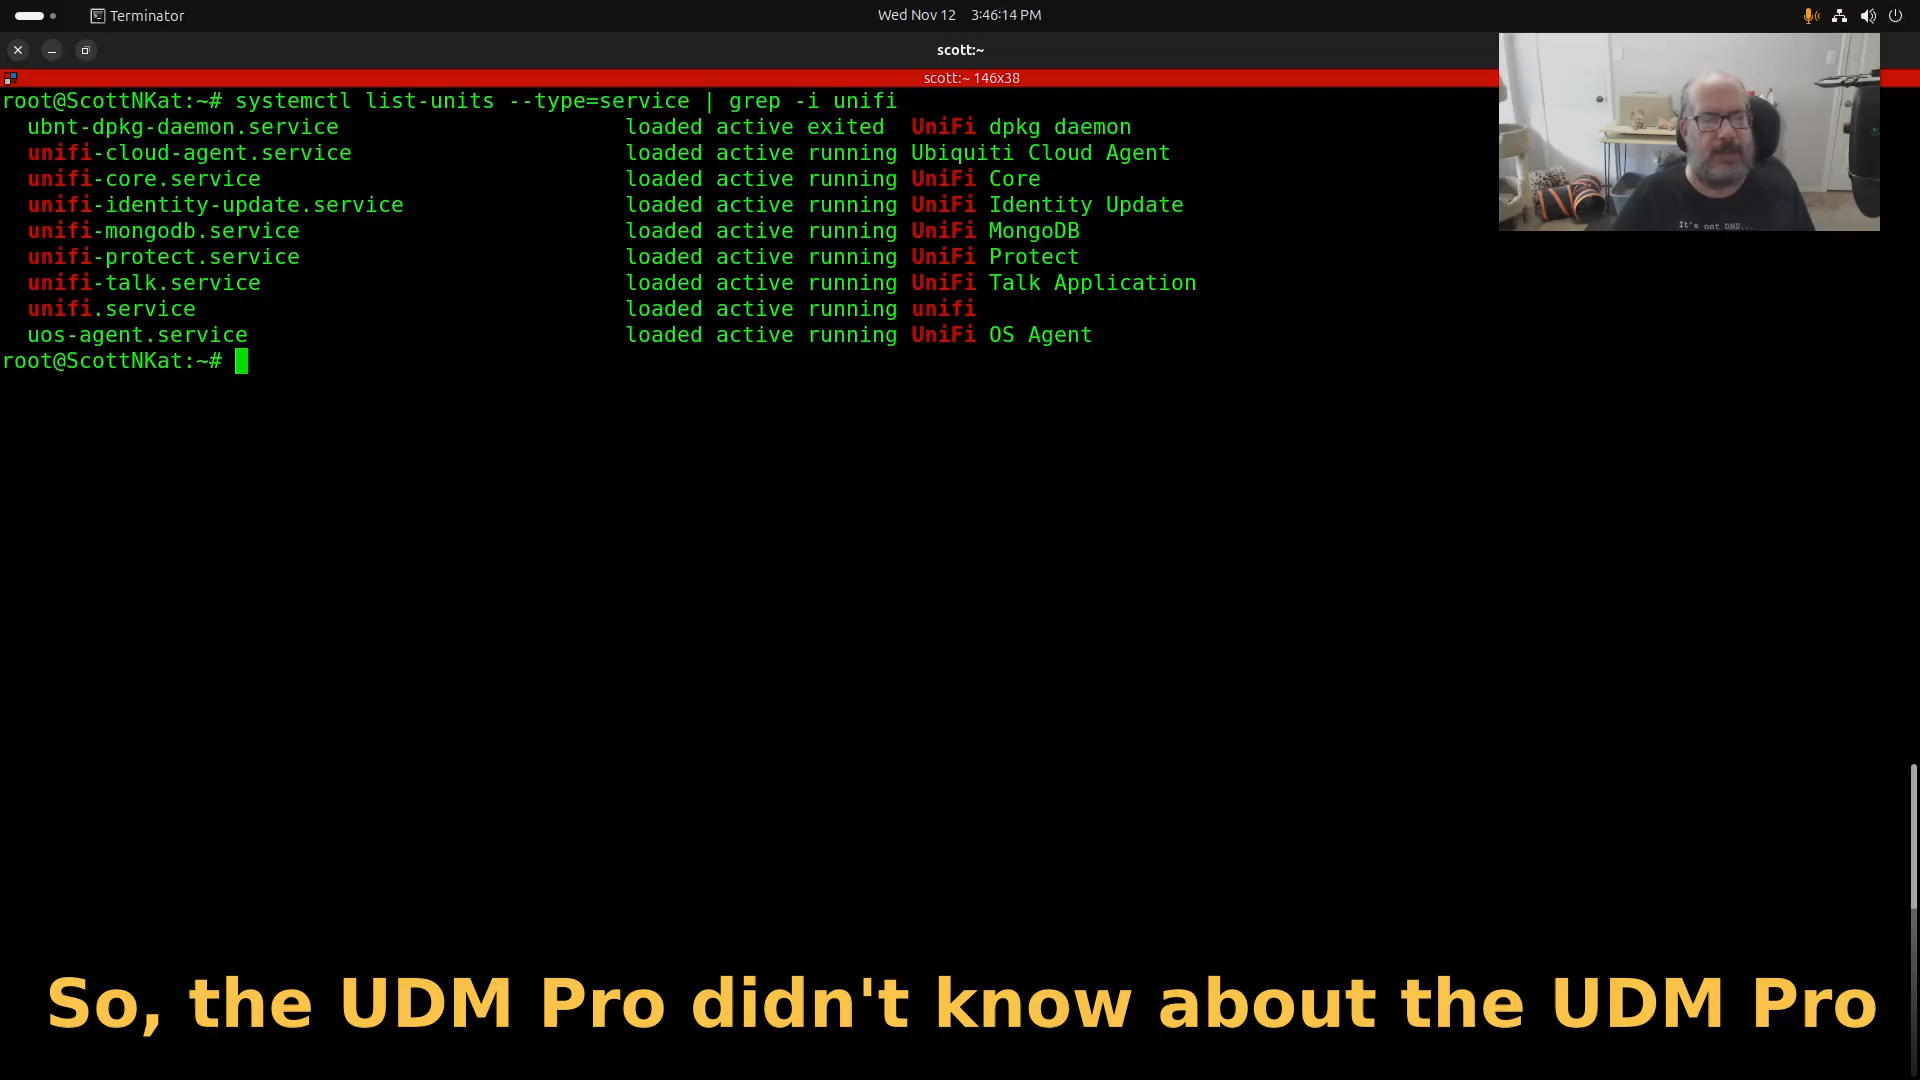 Terminator
Wed Nov 12 3:46:14 PM
scott:~
scott:~ 146x38
root@ScottNKat:~# systemctl list-units --type=service | grep -i unifi
ubnt-dpkg-daemon.service loaded active exited UniFi dpkg daemon
unifi-cloud-agent.service loaded active running Ubiquiti Cloud Agent
unifi-core.service loaded active running UniFi Core
unifi-identity-update.service loaded active running UniFi Identity Update
unifi-mongodb.service loaded active running UniFi MongoDB
unifi-protect.service loaded active running UniFi Protect
unifi-talk.service loaded active running UniFi Talk Application
unifi.service loaded active running unifi
uos-agent.service loaded active running UniFi OS Agent
root@ScottNKat:~#
It's not DNS...
So, the UDM Pro didn't know about the UDM Pro